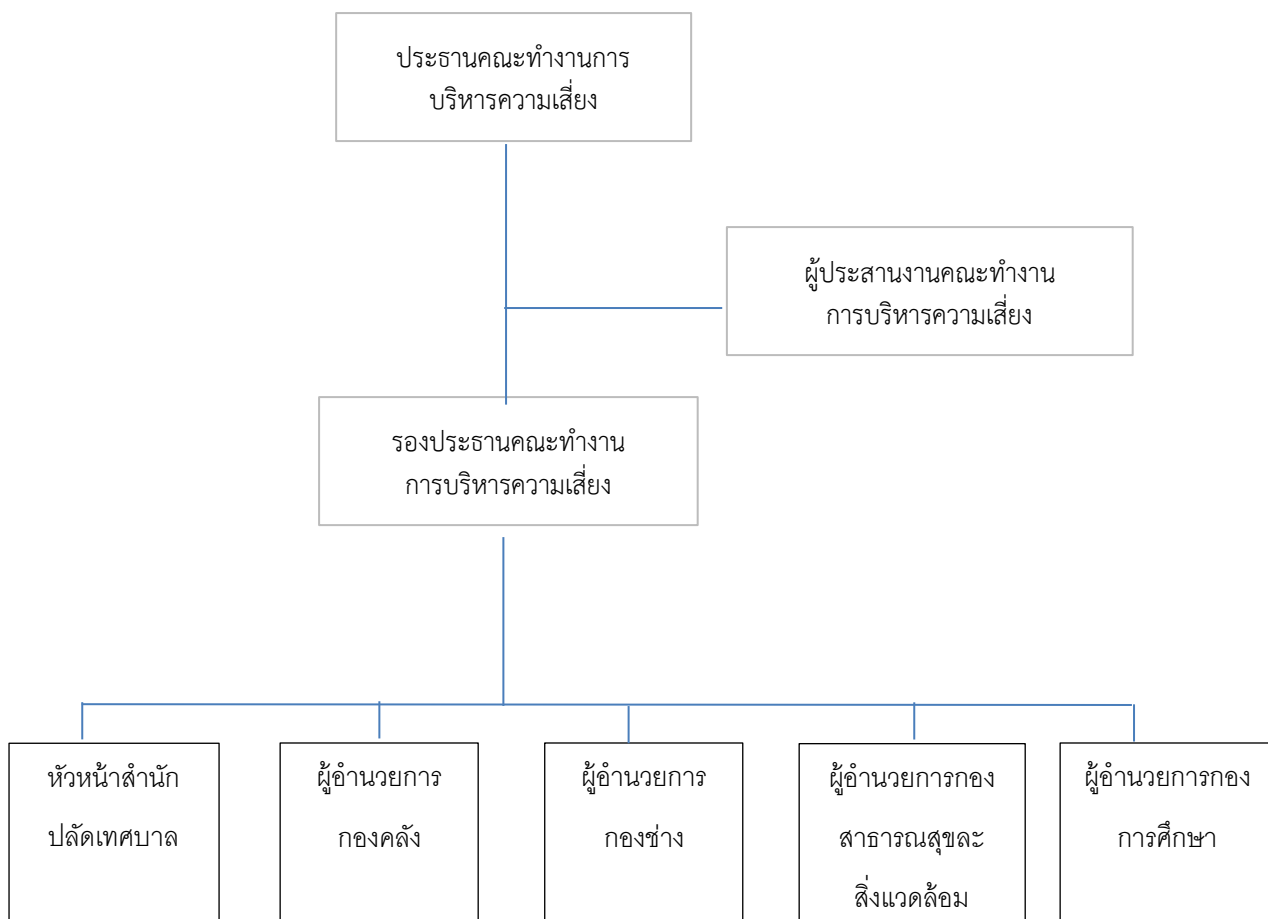 ประธานคณะทำงานการ
บริหารความเสี่ยง
ผู้ประสานงานคณะทำงาน
การบริหารความเสี่ยง
รองประธานคณะทำงาน
การบริหารความเสี่ยง
หัวหน้าสำนัก
ปลัดเทศบาล
ผู้อำนวยการ
กองคลัง
ผู้อำนวยการ
กองช่าง
ผู้อำนวยการกอง
สาธารณสุขละ
สิ่งแวดล้อม
ผู้อำนวยการกอง
การศึกษา